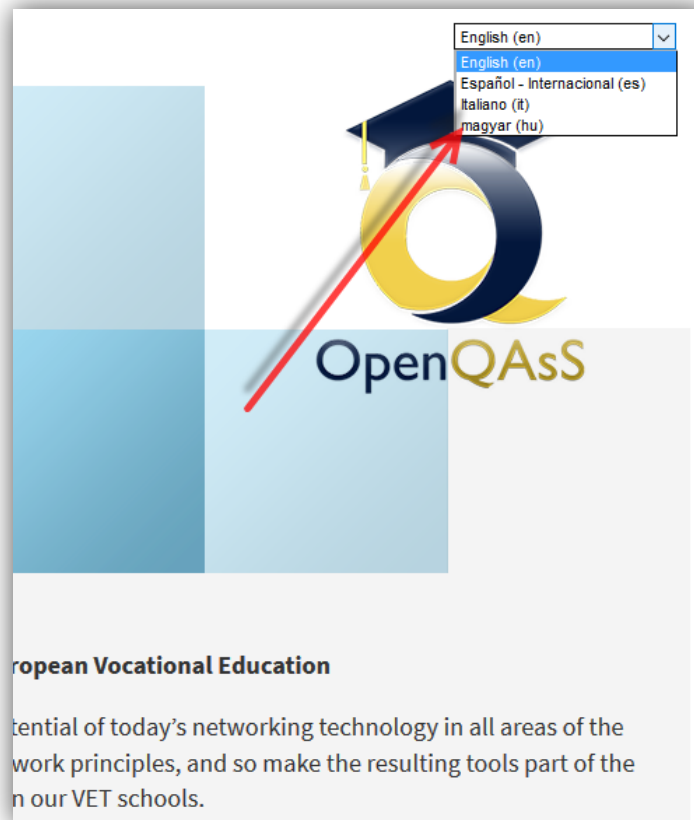 English (en)
English (en)
Español - Internacional (es)
Italiano (it)
magyar (hu)
OpenQAsS
ropean Vocational Education
tential of today's networking technology in all areas of the
work principles, and so make the resulting tools part of the
n our VET schools.